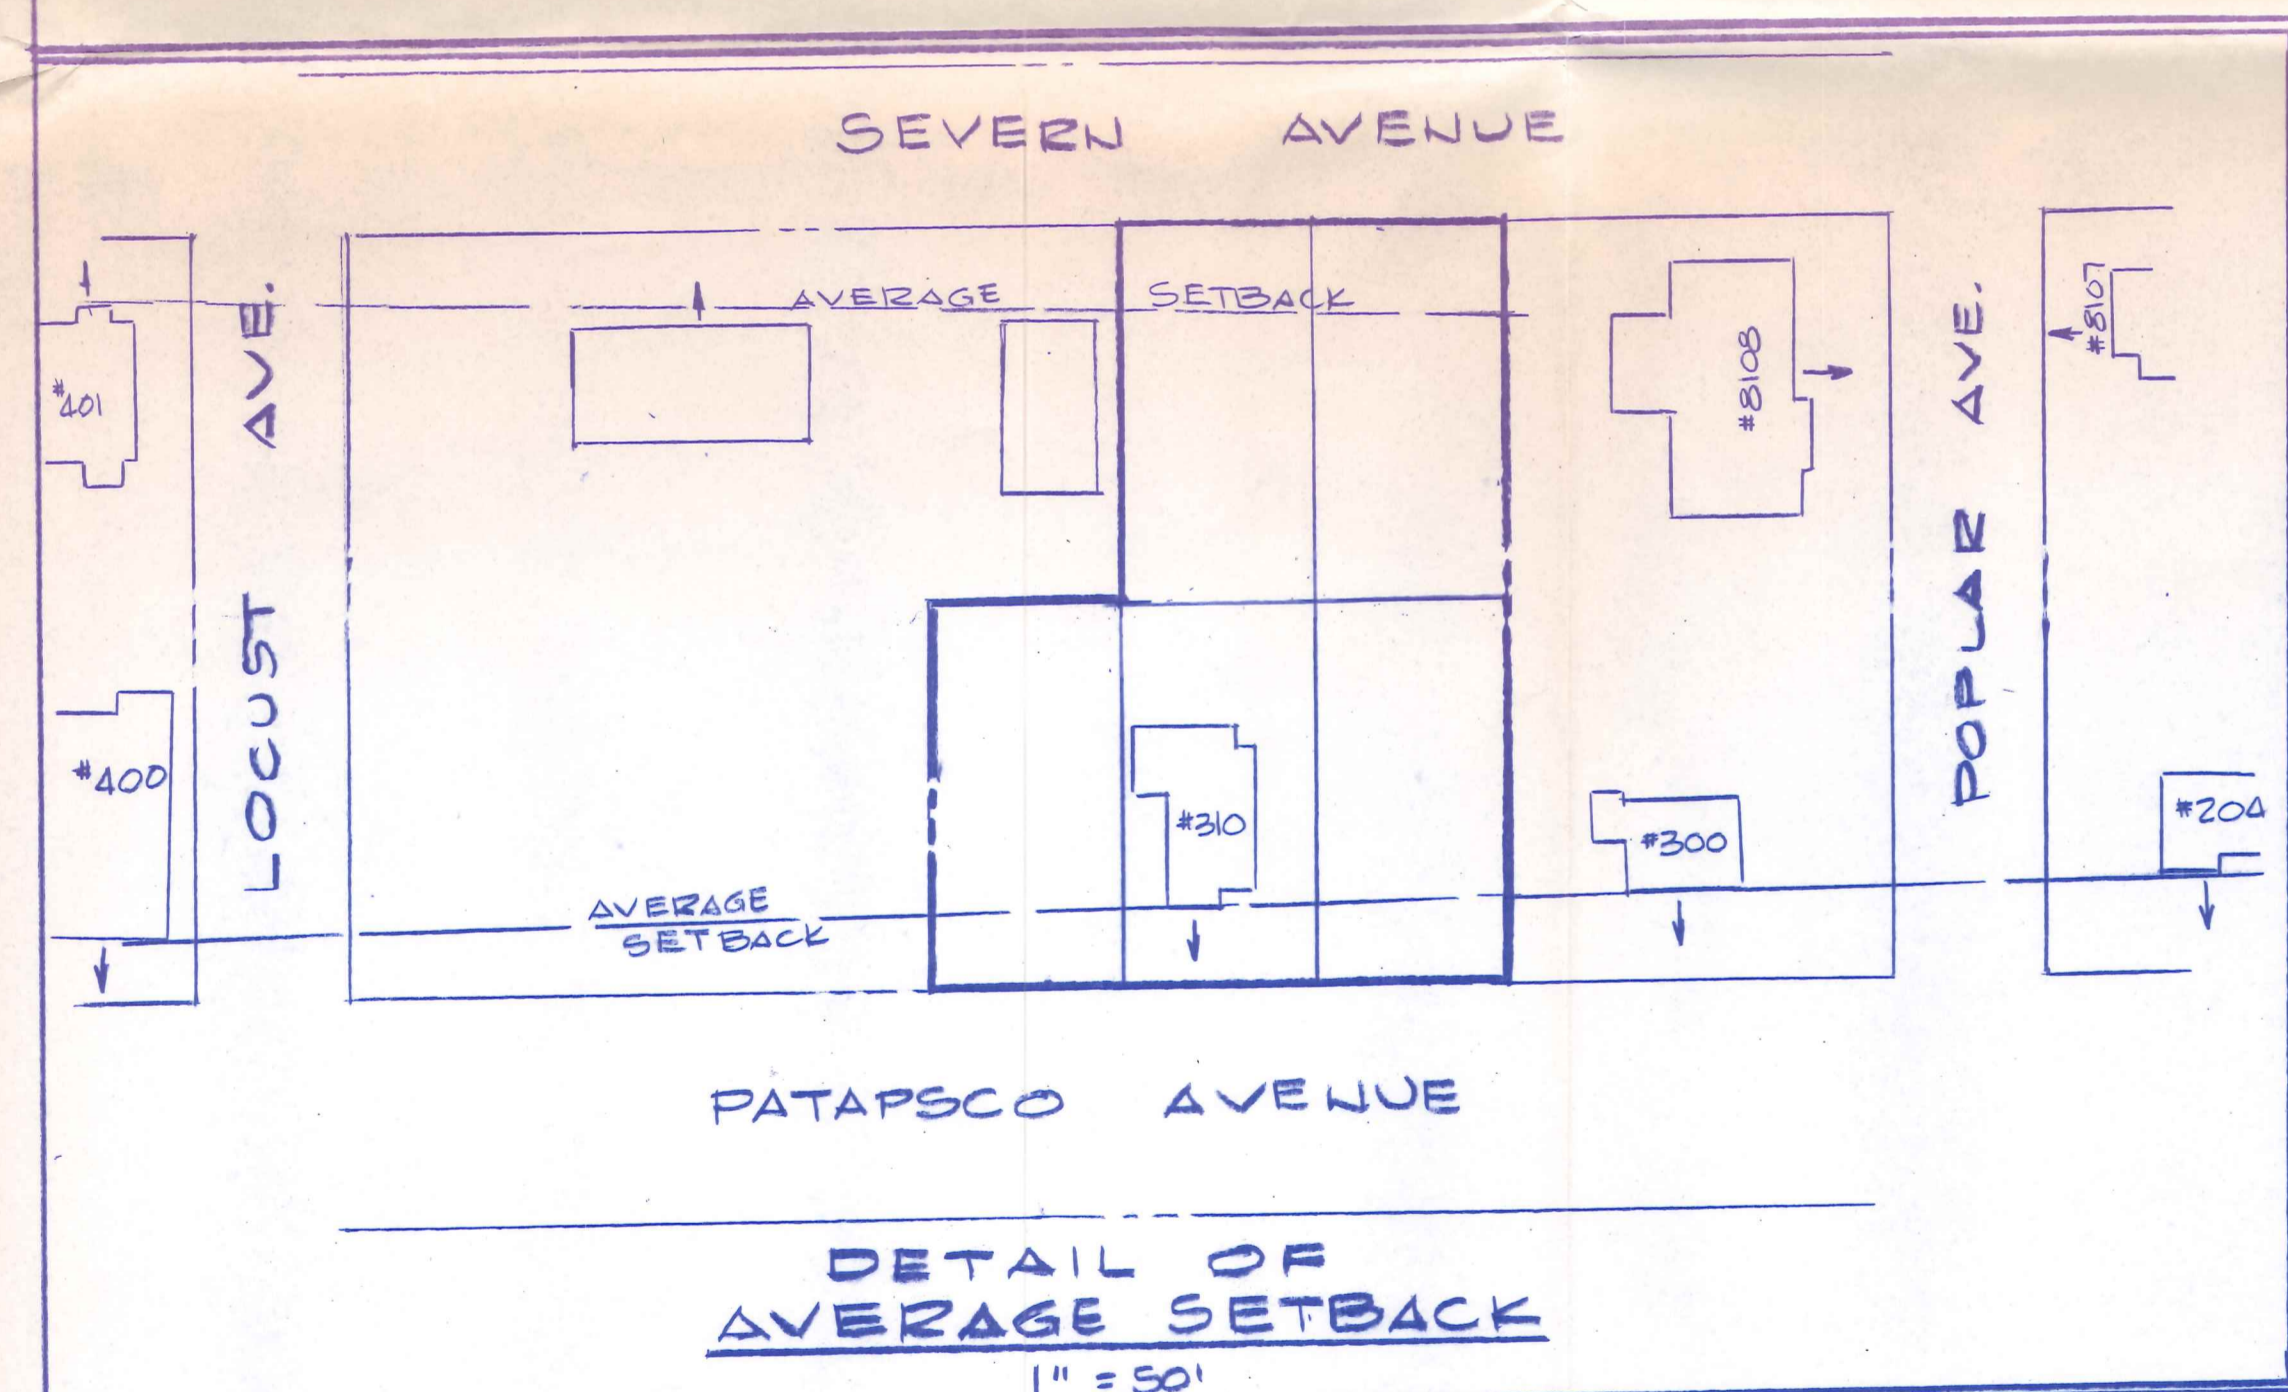 SEVERN AVENUE
AVERAGE SETBACK
#401
LOCUST AVE.
#8108
POPLAR AVE.
#8107
#400
#310
#300
#204
AVERAGE
SETBACK
PATAPSCO AVENUE
DETAIL OF
AVERAGE SETBACK
1" = 50'